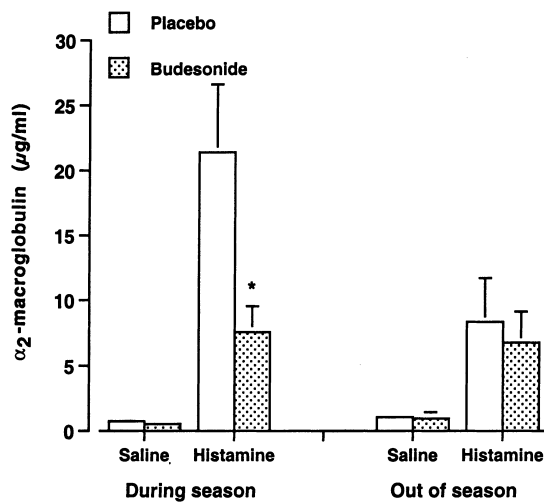 Placebo
Budesonide
α2-macroglobulin (μg/ml)
30
25
20
15
10
5
0
*
Saline Histamine Saline Histamine
During season Out of season